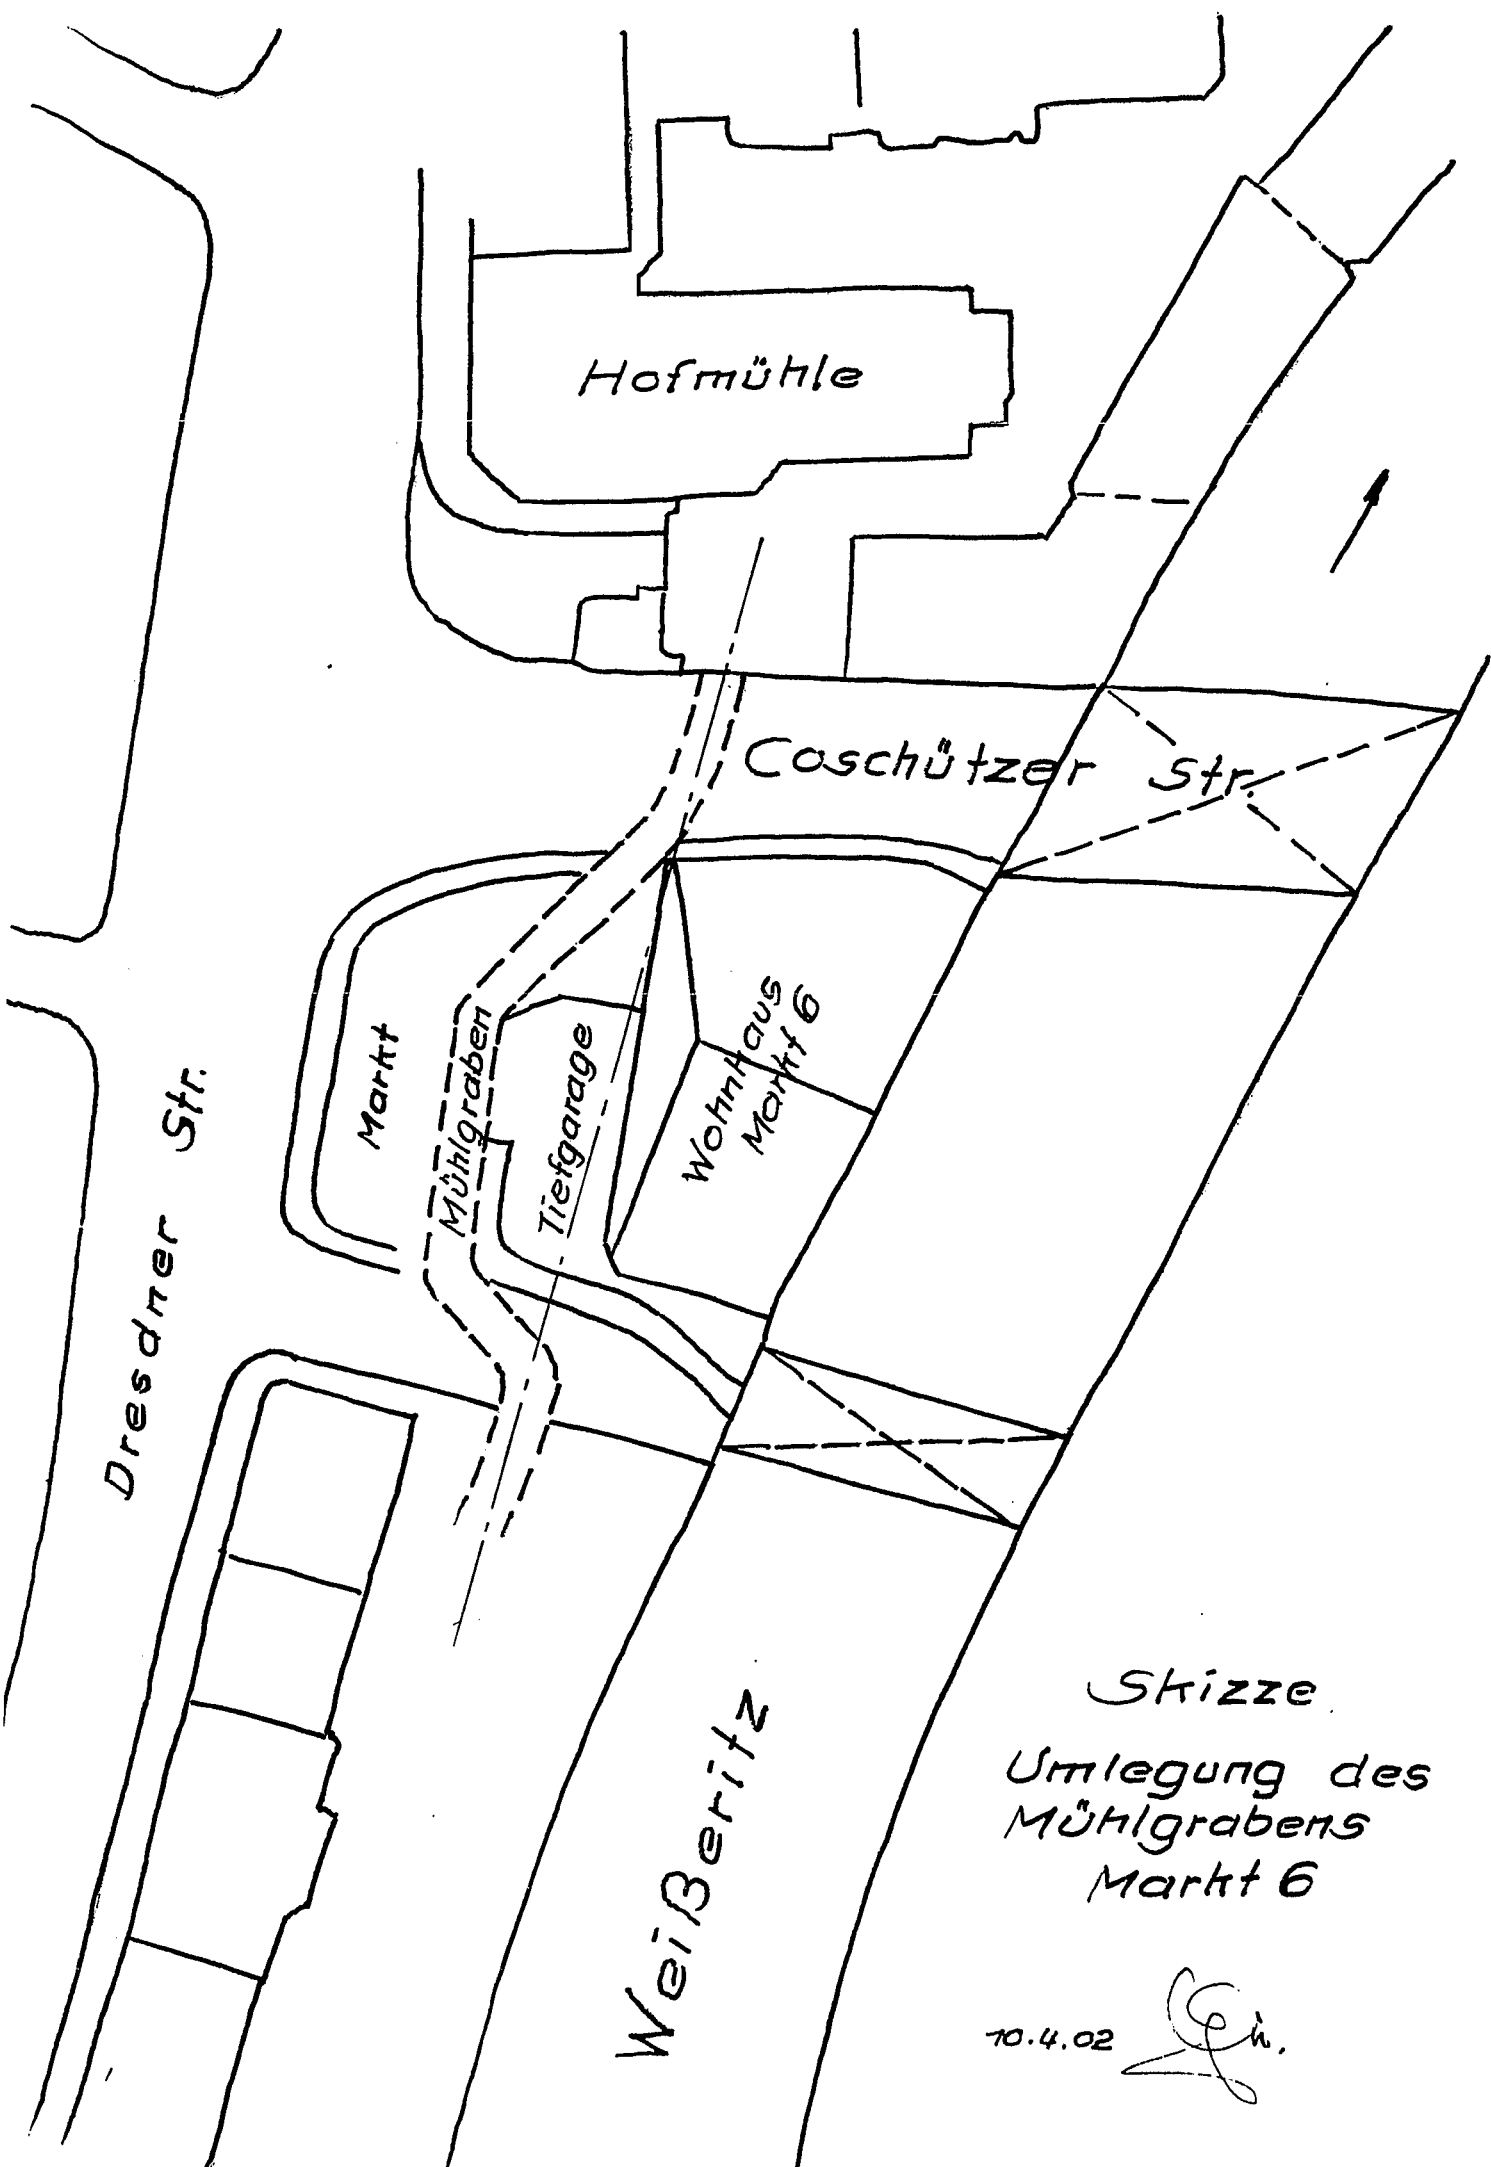 Hofmühle
Coschützer Str.
Markt
Mühlgraben
Tiefgarage
Wohnhaus
Markt 6
Dresdner Str.
Weißeritz
Skizze
Umlegung des
Mühlgrabens
Markt 6
10.4.02